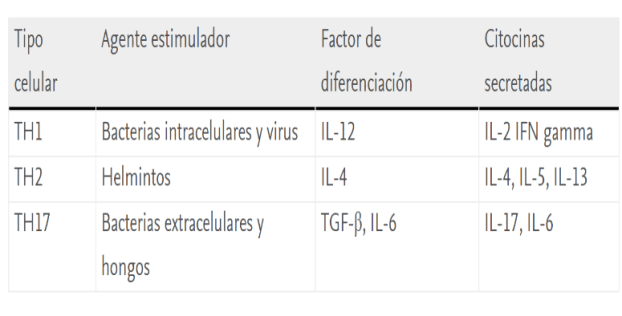 Tipo celular Agente estimulador Factor de diferenciación Citocinas secretadas
TH1 Bacterias intracelulares y virus IL-12 IL-2 IFN gamma
TH2 Helmintos IL-4 IL-4, IL-5, IL-13
TH17 Bacterias extracelulares y hongos TGF-β, IL-6 IL-17, IL-6